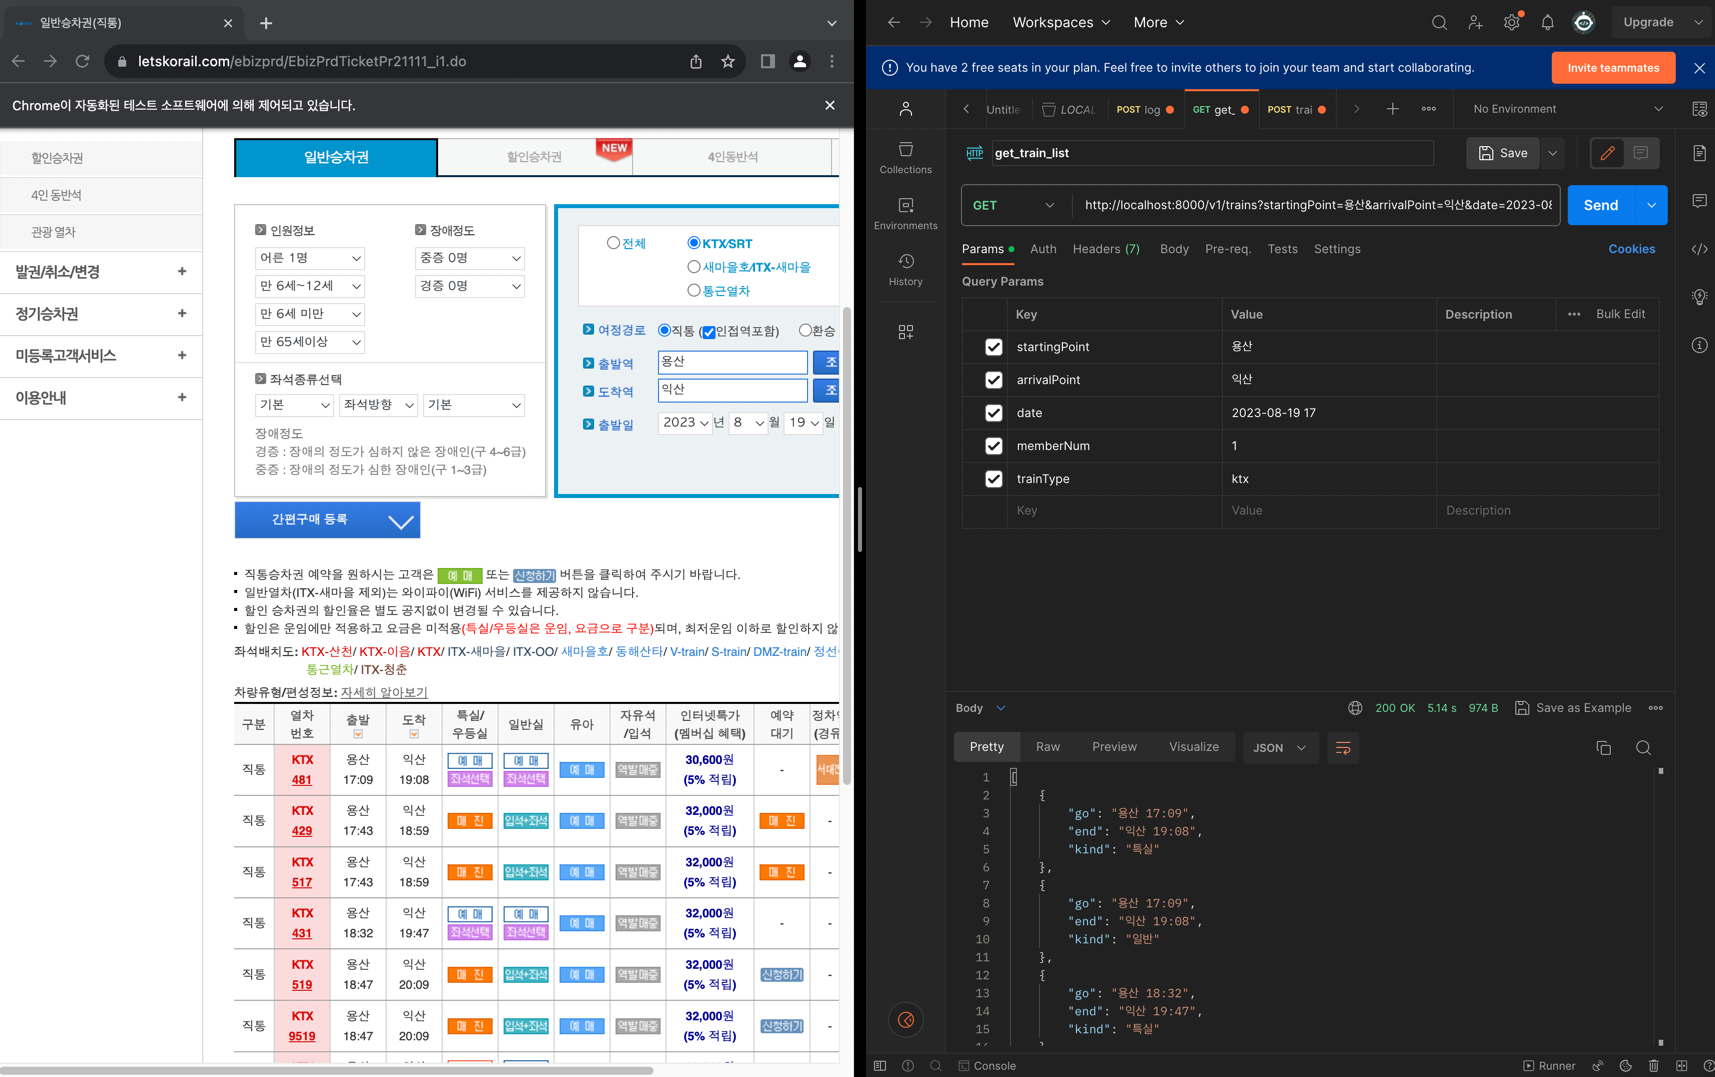 일반승차권(직통)
letskorail.com/ebizprd/EbizPrdTicketPr21111_i1.do
Chrome이 자동화된 테스트 소프트웨어에 의해 제어되고 있습니다.
할인승차권
4인 동반석
관광 열차
발권/취소/변경 +
정기승차권 +
미등록고객서비스 +
이용안내 +
일반승차권
할인승차권
NEW
4인동반석
인원정보
장애정도
어른 1명
중증 0명
만 6세~12세
경증 0명
만 6세 미만
만 65세이상
좌석종류선택
기본
좌석방향
기본
장애정도
경증 : 장애의 정도가 심하지 않은 장애인(구 4~6급)
중증 : 장애의 정도가 심한 장애인(구 1~3급)
전체
KTX/SRT
새마을호/ITX-새마을
통근열차
여정경로 직통 (인접역포함) 환승
출발역 용산 조
도착역 익산 조
출발일 2023 년 8 월 19 일
간편구매 등록
직통승차권 예약을 원하시는 고객은 예 매 또는 신청하기 버튼을 클릭하여 주시기 바랍니다.
일반열차(ITX-새마을 제외)는 와이파이(WiFi) 서비스를 제공하지 않습니다.
할인 승차권의 할인율은 별도 공지없이 변경될 수 있습니다.
할인은 운임에만 적용하고 요금은 미적용(특실/우등실은 운임, 요금으로 구분)되며, 최저운임 이하로 할인하지 않
좌석배치도: KTX-산천/ KTX-이음/ KTX/ ITX-새마을/ ITX-OO/ 새마을호/ 동해산타/ V-train/ S-train/ DMZ-train/ 정선
통근열차/ ITX-청춘
차량유형/편성정보: 자세히 알아보기
구분 열차 번호 출발 도착 특실/ 우등실 일반실 유아 자유석 /입석 인터넷특가 (멤버십 혜택) 예약 대기 정차역 (경유
직통 KTX 481 용산 17:09 익산 19:08 예 매 좌석선택 예 매 좌석선택 예 매 역발매중 30,600원 (5% 적립) - 서대전
직통 KTX 429 용산 17:43 익산 18:59 매 진 입석+좌석 예 매 역발매중 32,000원 (5% 적립) 매 진 -
직통 KTX 517 용산 17:43 익산 18:59 매 진 입석+좌석 예 매 역발매중 32,000원 (5% 적립) 매 진 -
직통 KTX 431 용산 18:32 익산 19:47 예 매 좌석선택 예 매 좌석선택 예 매 역발매중 32,000원 (5% 적립) - -
직통 KTX 519 용산 18:47 익산 20:09 매 진 입석+좌석 예 매 역발매중 32,000원 (5% 적립) 신청하기 -
직통 KTX 9519 용산 18:47 익산 20:09 매 진 입석+좌석 예 매 역발매중 32,000원 (5% 적립) 신청하기 -
Home Workspaces More
Upgrade
You have 2 free seats in your plan. Feel free to invite others to join your team and start collaborating.
Invite teammates
Untitle LOCAL POST log GET get_ POST trai No Environment
Collections
Environments
History
HTTP get_train_list
Save
GET http://localhost:8000/v1/trains?startingPoint=용산&arrivalPoint=익산&date=2023-08
Send
Params Auth Headers (7) Body Pre-req. Tests Settings Cookies
Query Params
Key Value Description Bulk Edit
startingPoint 용산
arrivalPoint 익산
date 2023-08-19 17
memberNum 1
trainType ktx
Key Value Description
Body 200 OK 5.14 s 974 B Save as Example
Pretty Raw Preview Visualize JSON
1 [
2 {
3 "go": "용산 17:09",
4 "end": "익산 19:08",
5 "kind": "특실"
6 },
7 {
8 "go": "용산 17:09",
9 "end": "익산 19:08",
10 "kind": "일반"
11 },
12 {
13 "go": "용산 18:32",
14 "end": "익산 19:47",
15 "kind": "특실"
Console
Runner